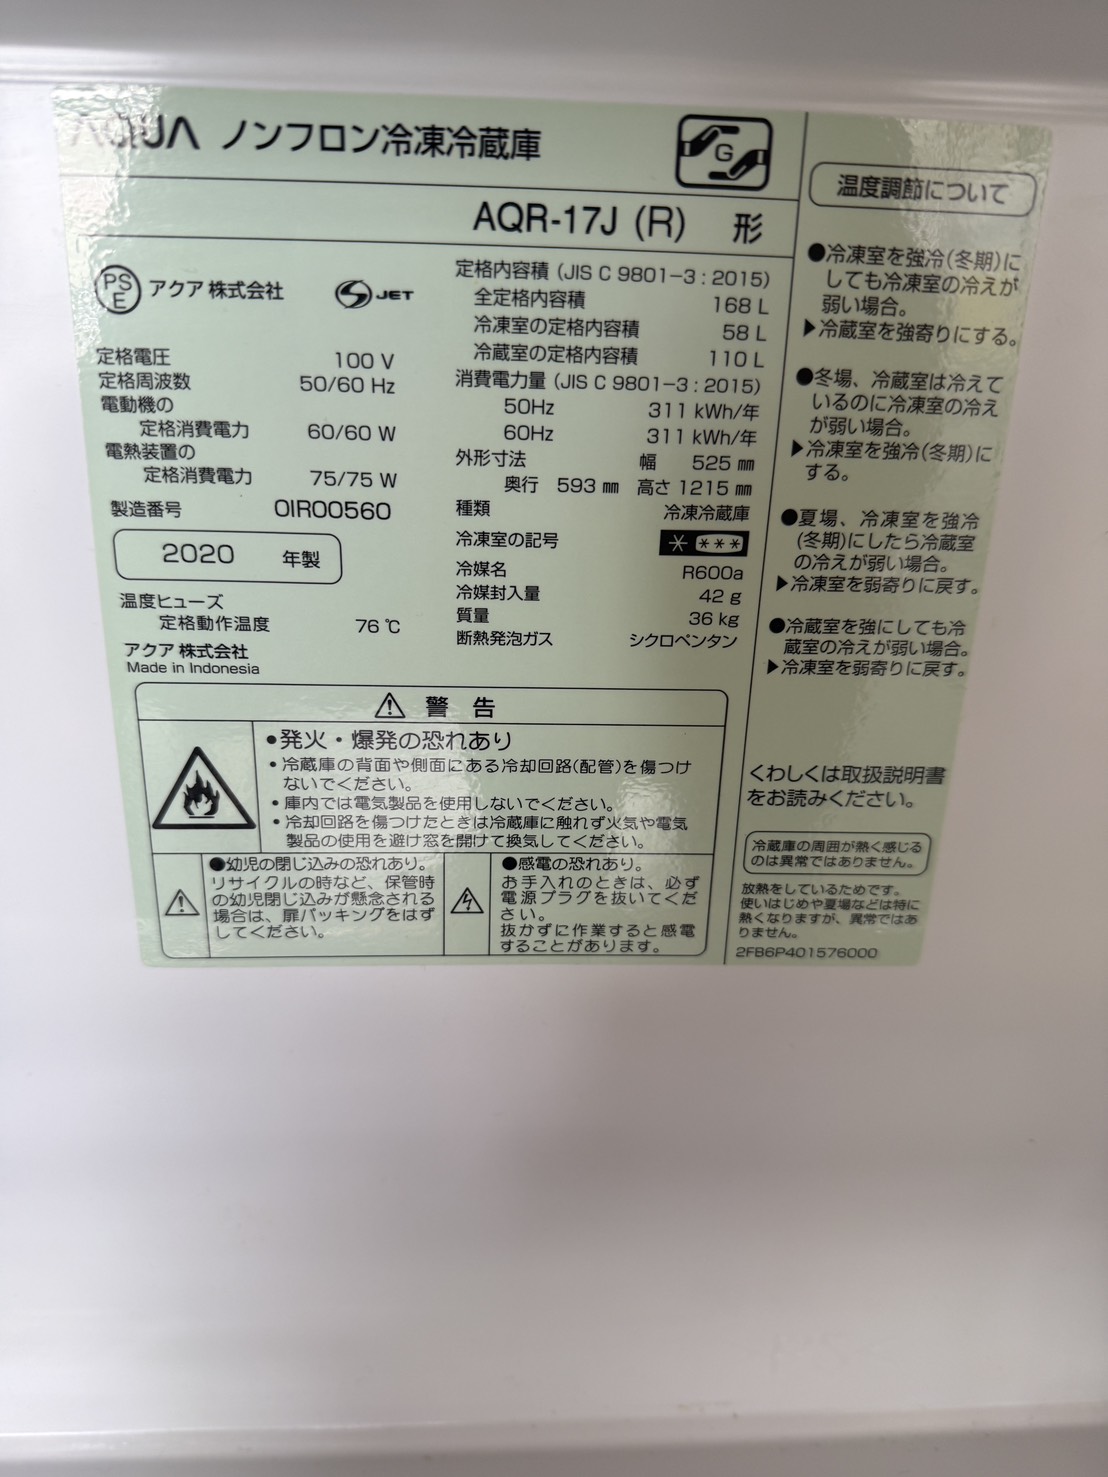 AQUA ノンフロン冷凍冷蔵庫
G
AQR-17J (R) 形
PS
E
アクア 株式会社
JET
定格電圧 100 V
定格周波数 50/60 Hz
電動機の
定格消費電力 60/60 W
電熱装置の
定格消費電力 75/75 W
製造番号 0IR00560
2020 年製
温度ヒューズ
定格動作温度 76 ℃
アクア 株式会社
Made in Indonesia
定格内容積 (JIS C 9801-3 : 2015)
全定格内容積 168 L
冷凍室の定格内容積 58 L
冷蔵室の定格内容積 110 L
消費電力量 (JIS C 9801-3 : 2015)
50Hz 311 kWh/年
60Hz 311 kWh/年
外形寸法 幅 525 ㎜
奥行 593 ㎜ 高さ 1215 ㎜
種類 冷凍冷蔵庫
冷凍室の記号 * ***
冷媒名 R600a
冷媒封入量 42 g
質量 36 kg
断熱発泡ガス シクロペンタン
⚠ 警告
●発火・爆発の恐れあり
・冷蔵庫の背面や側面にある冷却回路(配管)を傷つけ
ないでください。
・庫内では電気製品を使用しないでください。
・冷却回路を傷つけたときは冷蔵庫に触れず火気や電気
製品の使用を避け窓を開けて換気してください。
●幼児の閉じ込みの恐れあり。
リサイクルの時など、保管時
の幼児閉じ込みが懸念される
場合は、扉パッキングをはず
してください。
●感電の恐れあり。
お手入れのときは、必ず
電源プラグを抜いてくだ
さい。
抜かずに作業すると感電
することがあります。
温度調節について
●冷凍室を強冷(冬期)に
しても冷凍室の冷えが
弱い場合。
▶冷蔵室を強寄りにする。
●冬場、冷蔵室は冷えて
いるのに冷凍室の冷え
が弱い場合。
▶冷凍室を強冷(冬期)に
する。
●夏場、冷凍室を強冷
(冬期)にしたら冷蔵室
の冷えが弱い場合。
▶冷凍室を弱寄りに戻す。
●冷蔵室を強にしても冷
蔵室の冷えが弱い場合。
▶冷凍室を弱寄りに戻す。
くわしくは取扱説明書
をお読みください。
冷蔵庫の周囲が熱く感じる
のは異常ではありません。
放熱をしているためです。
使いはじめや夏場などは特に
熱くなりますが、異常ではあ
りません。
2FB6P401576000